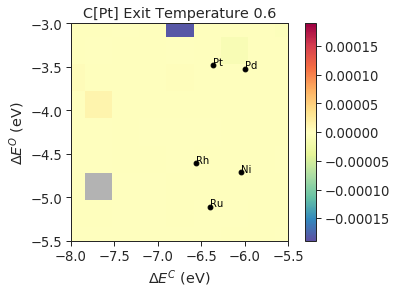 C[Pt] Exit Temperature 0.6
−3.0
−3.5
−4.0
−4.5
−5.0
−5.5
ΔE^O (eV)
Pt
Pd
Rh
Ni
Ru
−8.0 −7.5 −7.0 −6.5 −6.0 −5.5
ΔE^C (eV)
0.00015
0.00010
0.00005
0.00000
−0.00005
−0.00010
−0.00015